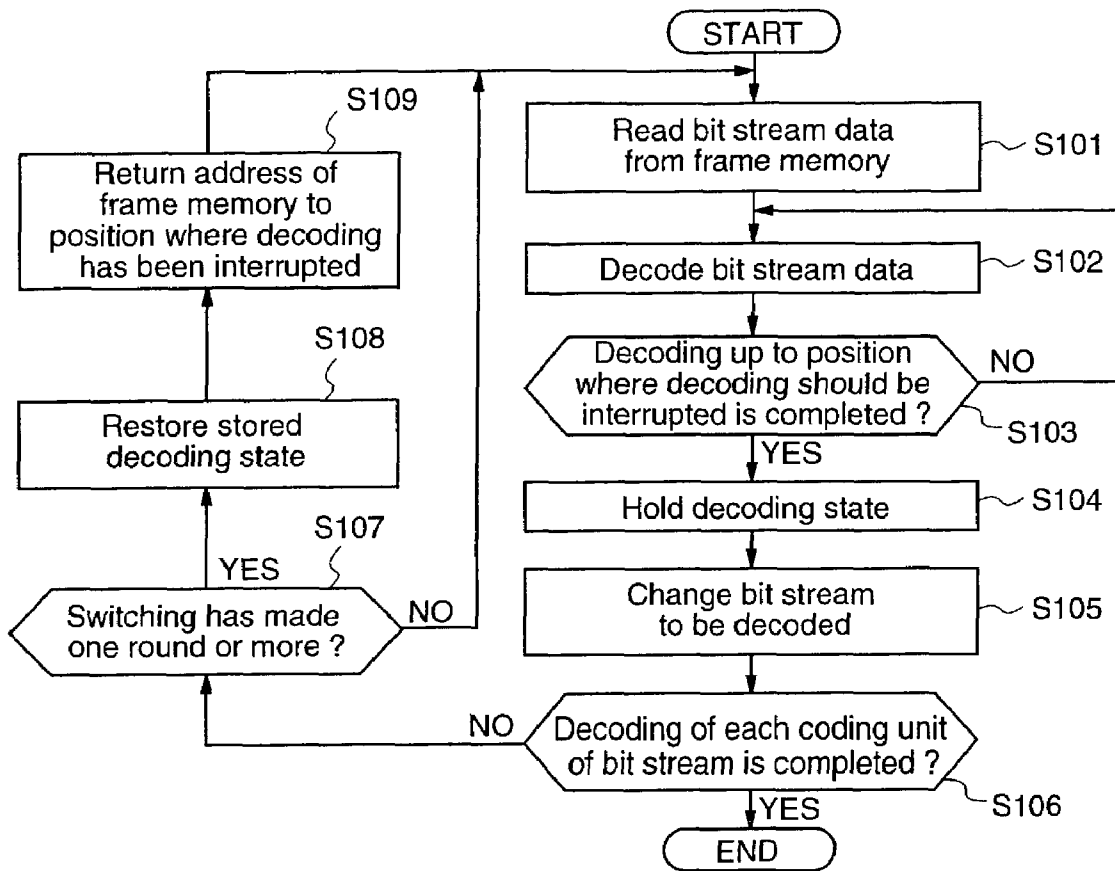 START
Read bit stream data
from frame memory
S101
Decode bit stream data
S102
Decoding up to position
where decoding should be
interrupted is completed ?
NO
S103
YES
Hold decoding state
S104
Change bit stream
to be decoded
S105
Decoding of each coding unit
of bit stream is completed ?
NO
S106
YES
END
S107
Switching has made
one round or more ?
NO
YES
S108
Restore stored
decoding state
S109
Return address of
frame memory to
position where decoding
has been interrupted